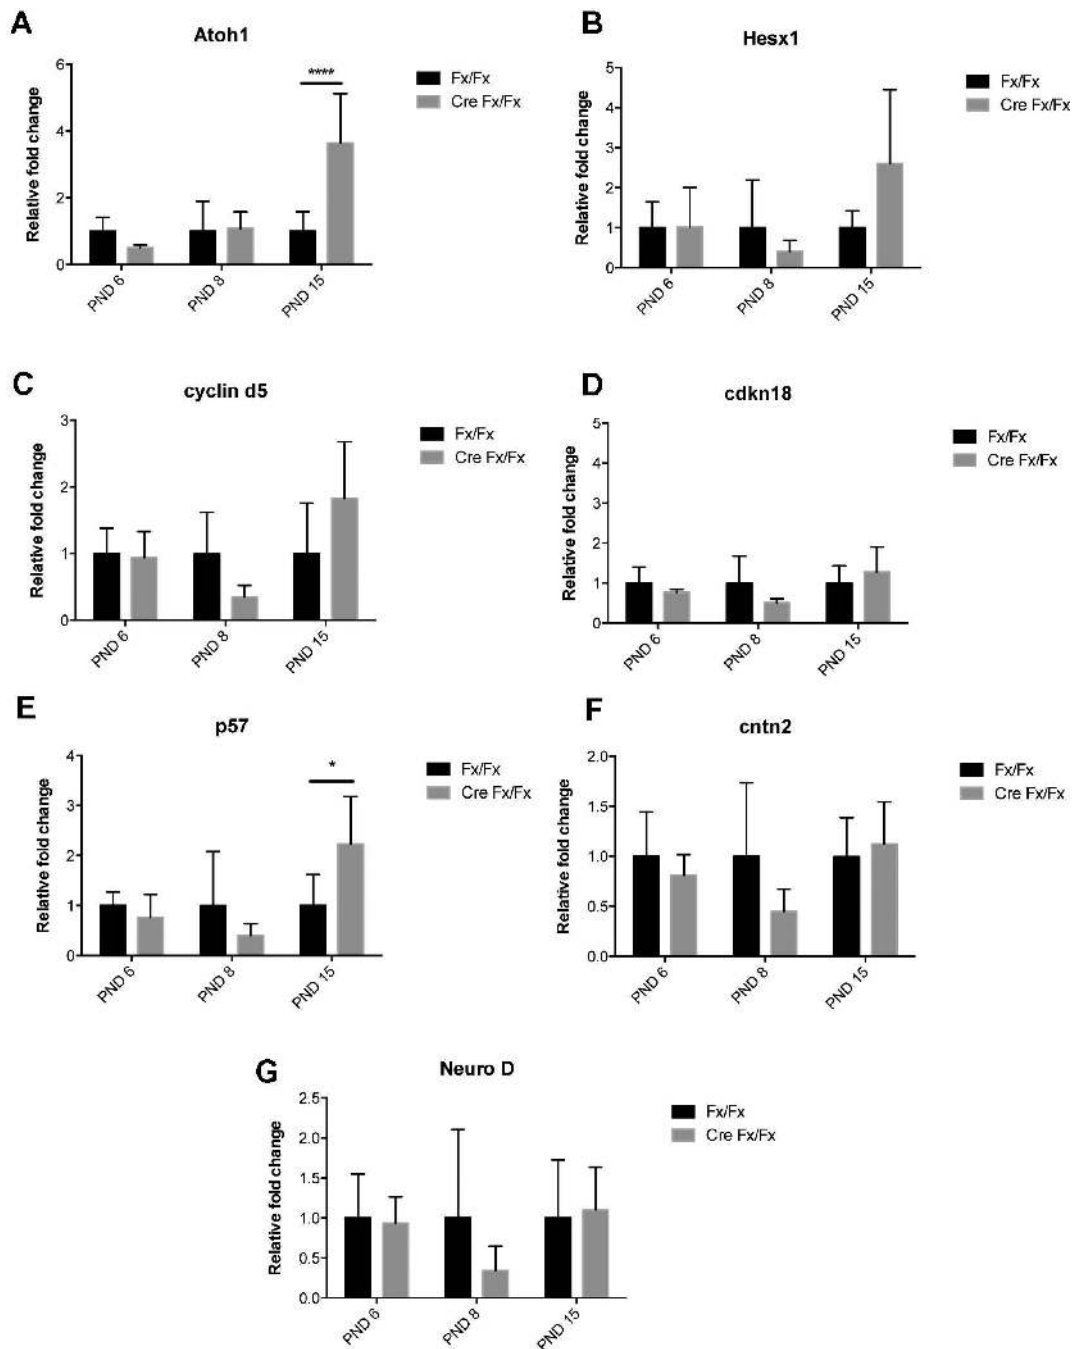 A
Atoh1
Relative fold change
6
4
2
0
****
PND 6
PND 8
PND 15
Fx/Fx
Cre Fx/Fx
B
Hesx1
Relative fold change
5
4
3
2
1
0
PND 6
PND 8
PND 15
Fx/Fx
Cre Fx/Fx
C
cyclin d5
Relative fold change
3
2
1
0
PND 6
PND 8
PND 15
Fx/Fx
Cre Fx/Fx
D
cdkn18
Relative fold change
5
4
3
2
1
0
PND 6
PND 8
PND 15
Fx/Fx
Cre Fx/Fx
E
p57
Relative fold change
4
3
2
1
0
*
PND 6
PND 8
PND 15
Fx/Fx
Cre Fx/Fx
F
cntn2
Relative fold change
2.0
1.5
1.0
0.5
0.0
PND 6
PND 8
PND 15
Fx/Fx
Cre Fx/Fx
G
Neuro D
Relative fold change
2.5
2.0
1.5
1.0
0.5
0.0
PND 6
PND 8
PND 15
Fx/Fx
Cre Fx/Fx